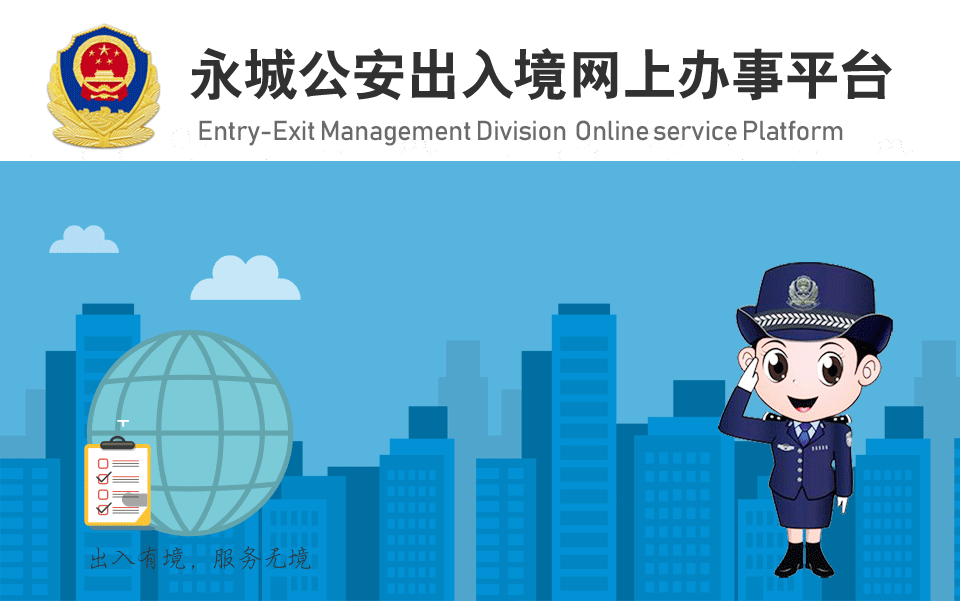 永城公安出入境网上办事平台
Entry-Exit Management Division Online service Platform
出入有境，服务无境